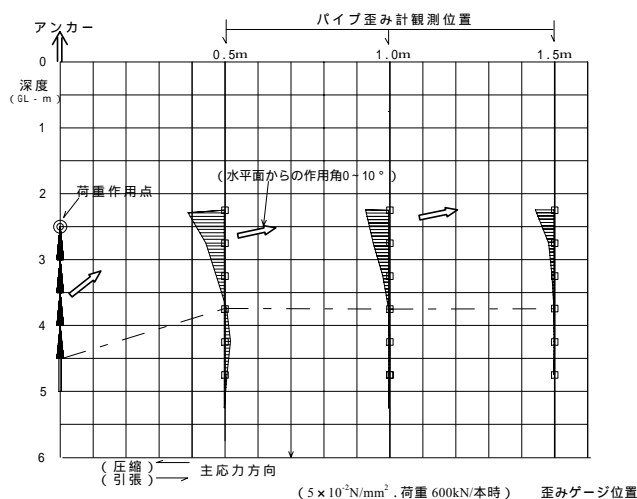 パイプ歪み計観測位置
アンカー
0.5m
1.0m
1.5m
0
深度
(GL - m)
1
(水平面からの作用角0~10°)
2
荷重作用点
3
4
5
6
(圧縮)
(引張)
主応力方向
(5×10⁻²N/mm².荷重 600kN/本時)
歪みゲージ位置